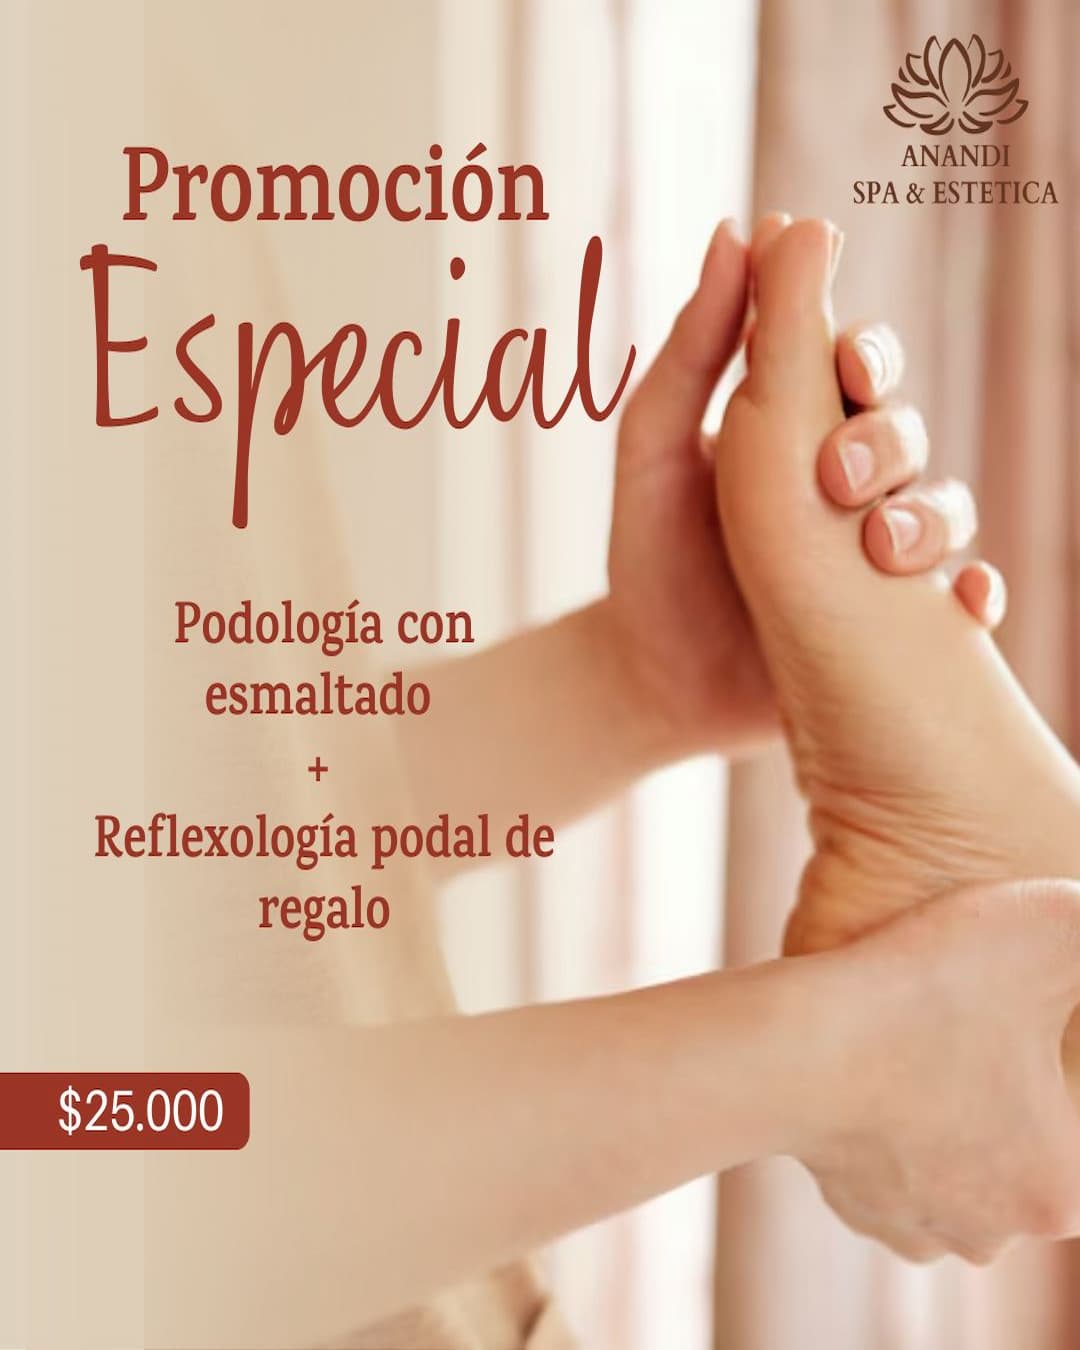 ANANDI
SPA & ESTETICA
Promoción
Especial
Podología con
esmaltado
+
Reflexología podal de
regalo
$25.000